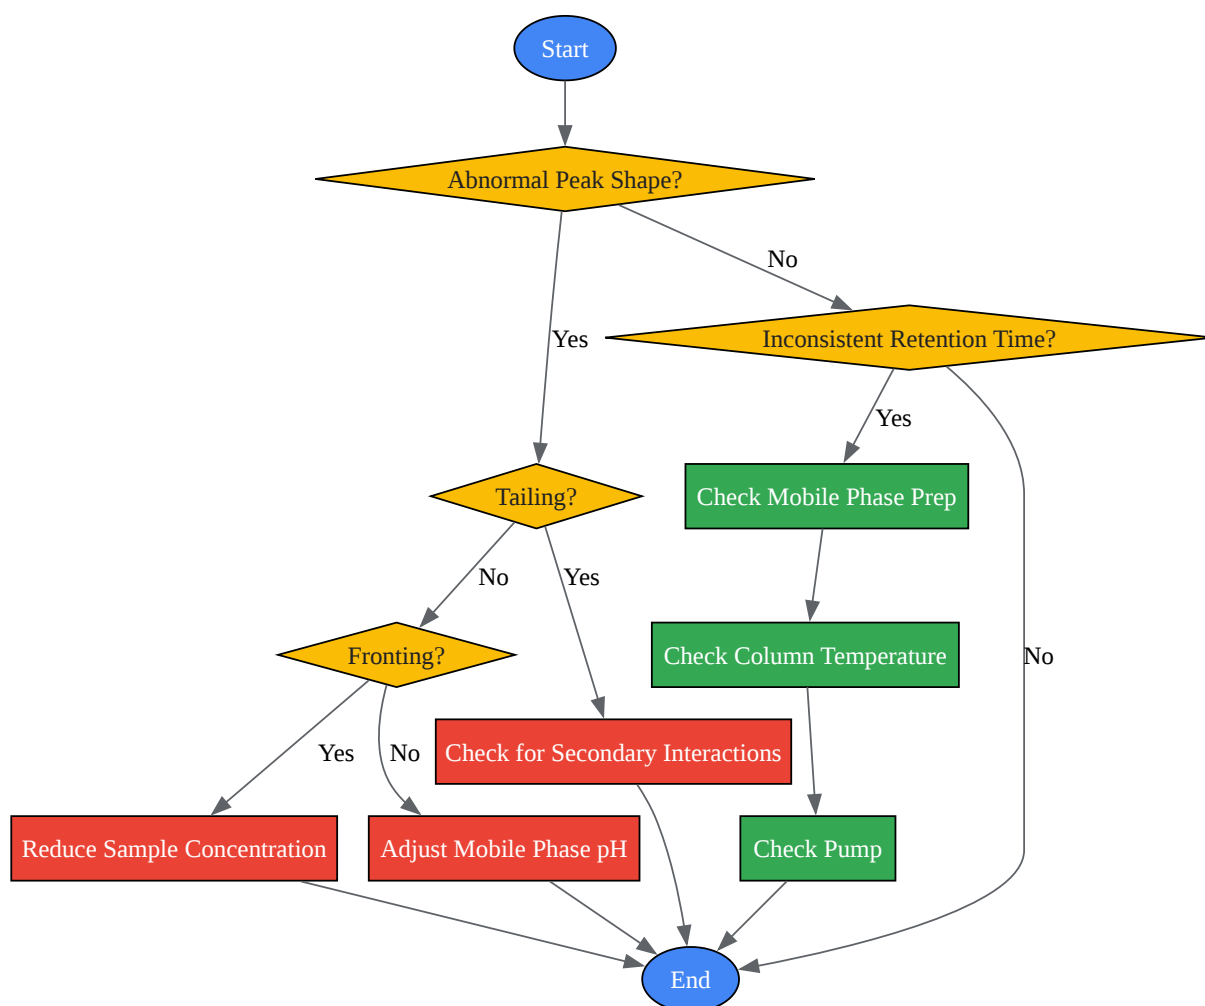 Start
Abnormal Peak Shape?
No
Inconsistent Retention Time?
Yes
Yes
Tailing?
Check Mobile Phase Prep
No
Yes
Fronting?
Check Column Temperature
No
Yes
No
Check for Secondary Interactions
Reduce Sample Concentration
Adjust Mobile Phase pH
Check Pump
End